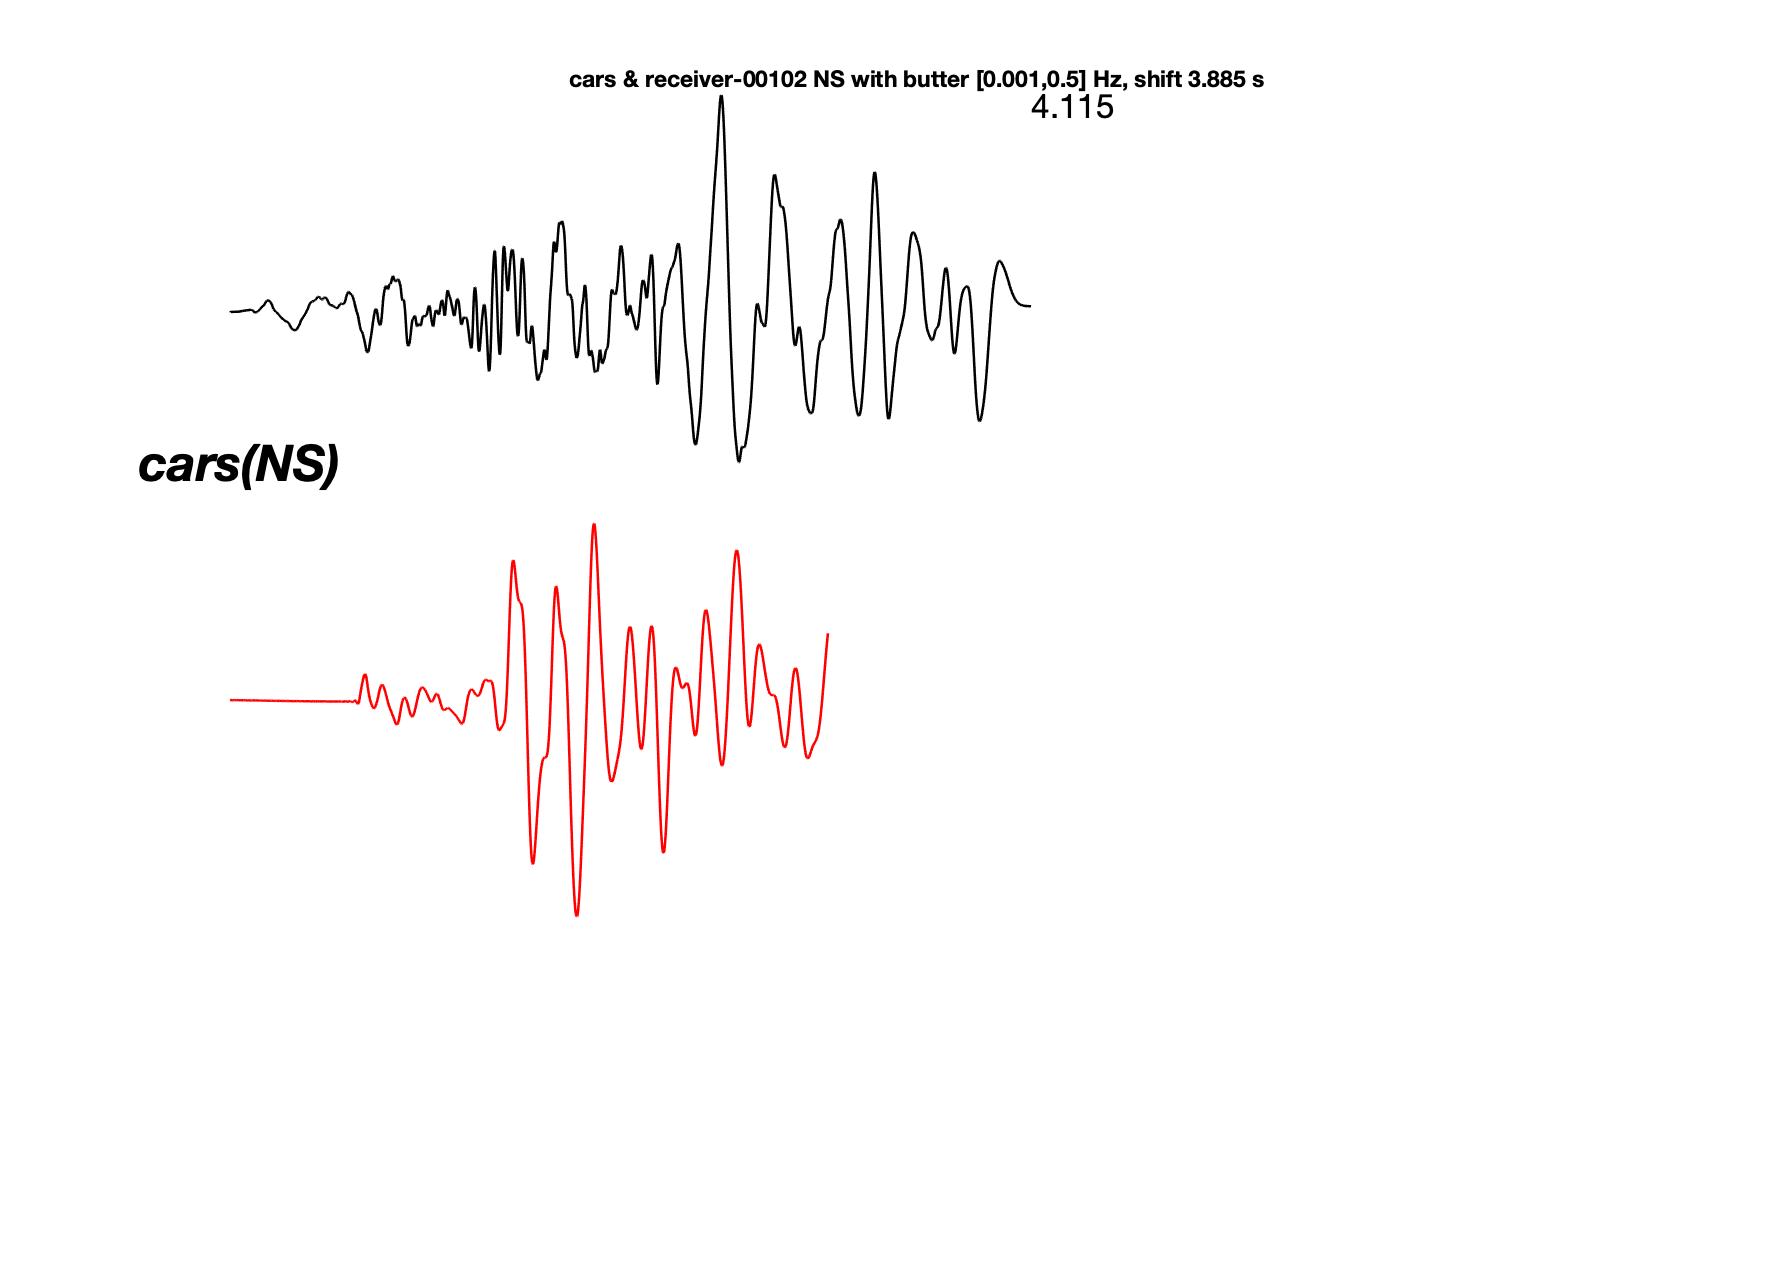 cars & receiver-00102 NS with butter [0.001,0.5] Hz, shift 3.885 s
4.115
cars(NS)